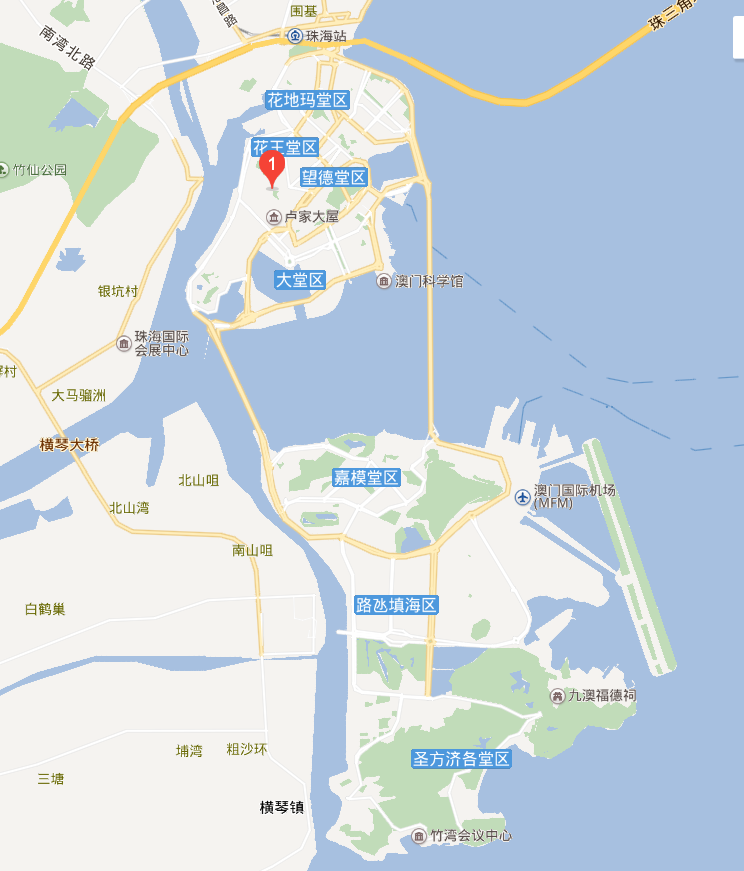 围基
南湾北路
昌路
珠三角
珠海站
花地玛堂区
花王堂区
1
竹仙公园
望德堂区
卢家大屋
大堂区
澳门科学馆
银坑村
珠海国际
会展中心
大马骝洲
横琴大桥
嘉模堂区
北山咀
澳门国际机场
(MFM)
北山湾
南山咀
路氹填海区
白鹤巢
九澳福德祠
埔湾
粗沙环
圣方济各堂区
三塘
横琴镇
竹湾会议中心